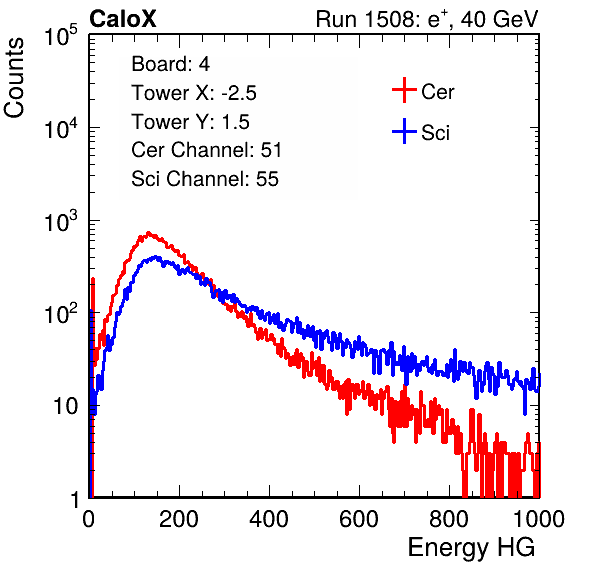 CaloX Run 1508: e⁺, 40 GeV
Counts
10⁵
10⁴
10³
10²
10
1
Board: 4
Tower X: -2.5
Tower Y: 1.5
Cer Channel: 51
Sci Channel: 55
Cer
Sci
0 200 400 600 800 1000
Energy HG